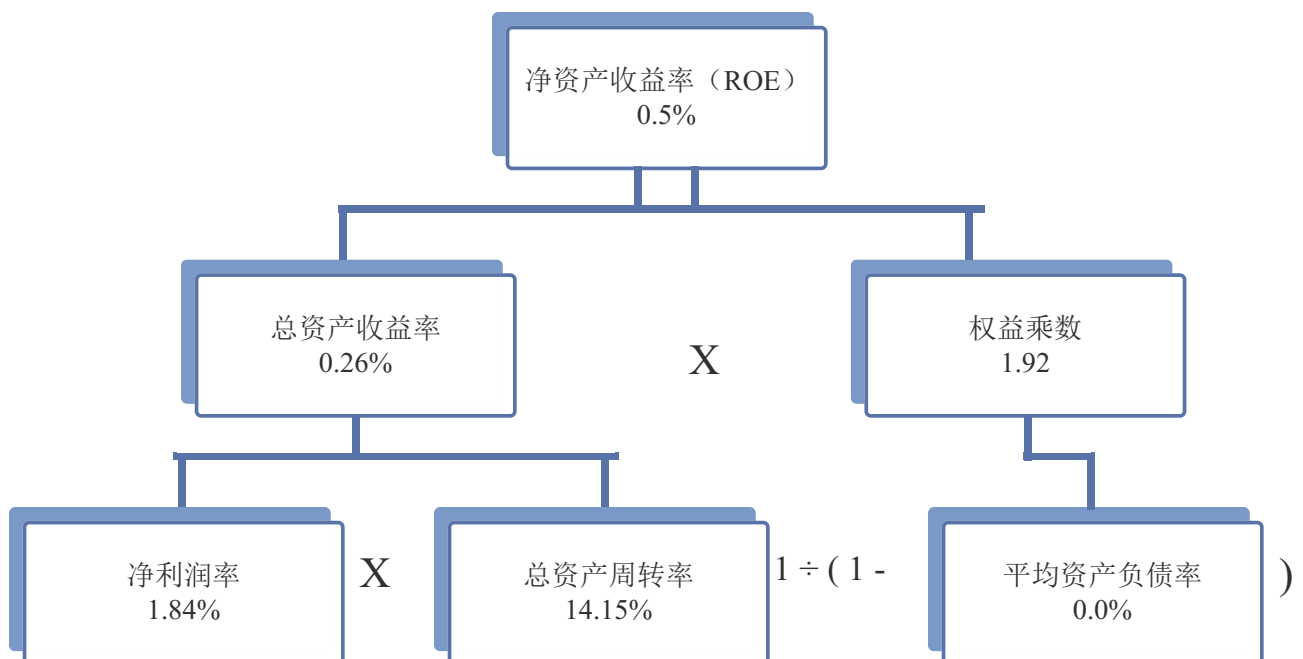 净资产收益率（ROE）
0.5%
总资产收益率
0.26%
X
权益乘数
1.92
净利润率
1.84%
X
总资产周转率
14.15%
1 ÷ ( 1 -
平均资产负债率
0.0%
)